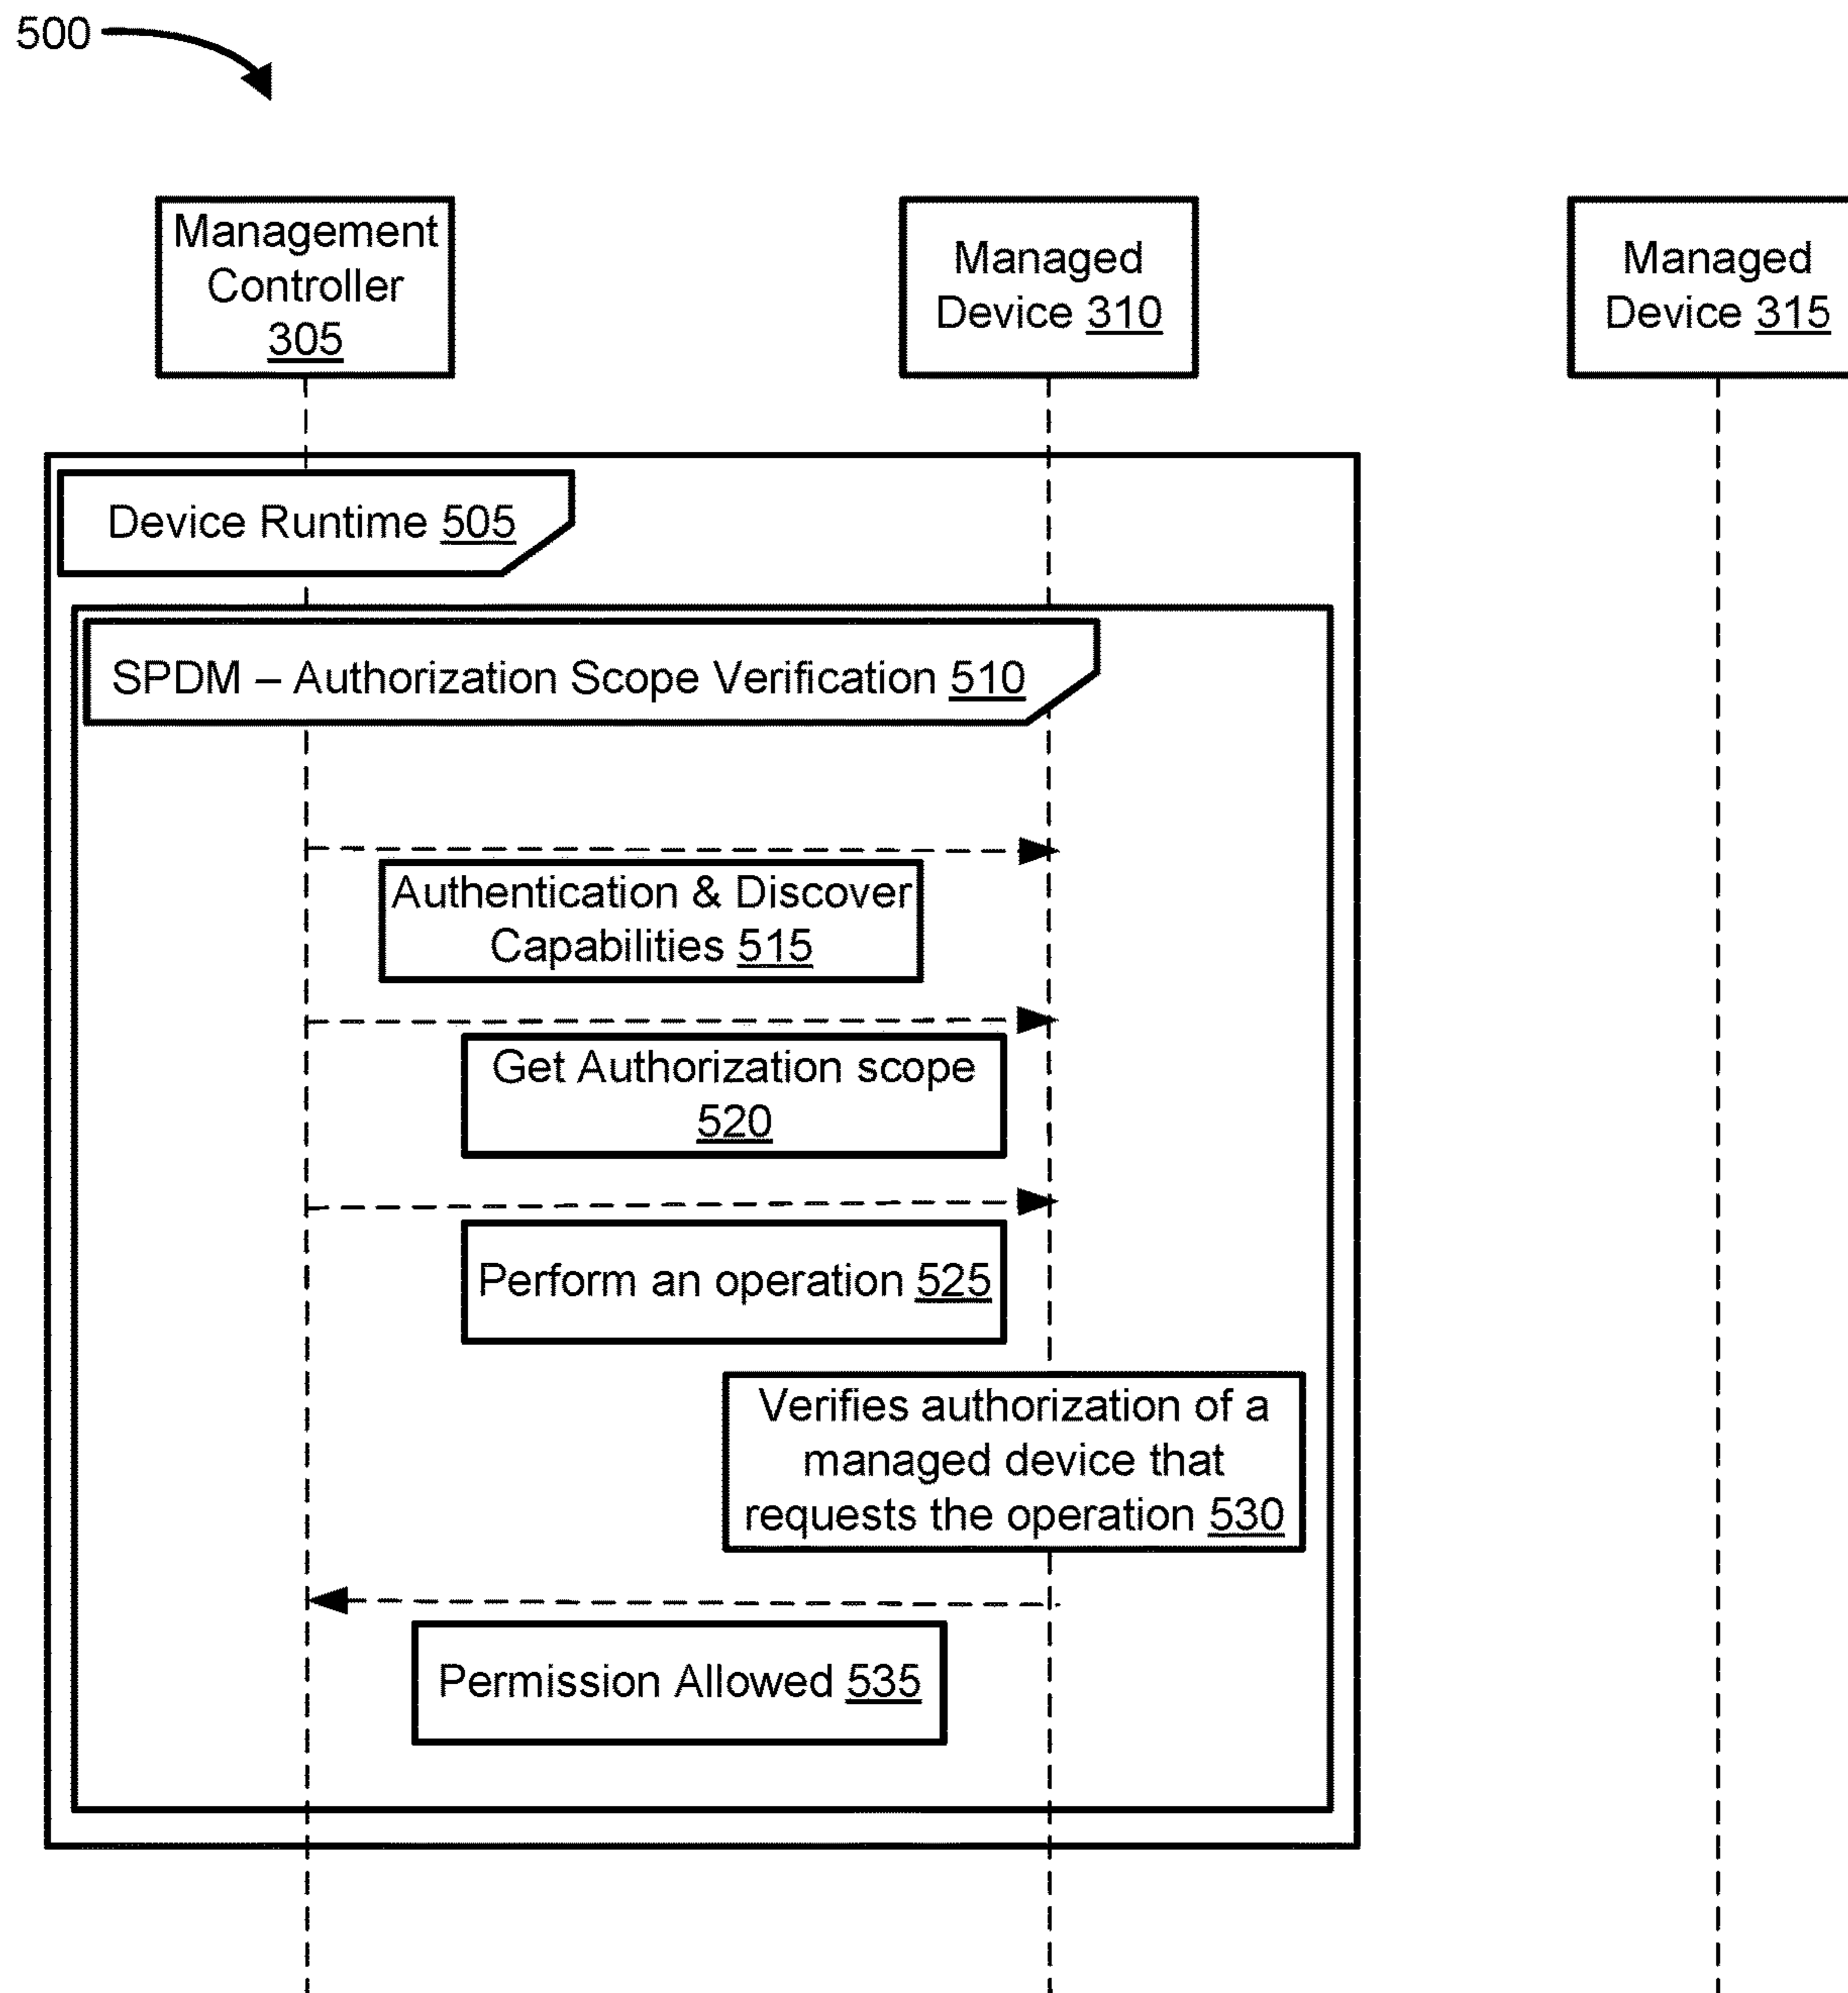 500
Management
Controller
305
Managed
Device 310
Managed
Device 315
Device Runtime 505
SPDM – Authorization Scope Verification 510
Authentication & Discover
Capabilities 515
Get Authorization scope
520
Perform an operation 525
Verifies authorization of a
managed device that
requests the operation 530
Permission Allowed 535